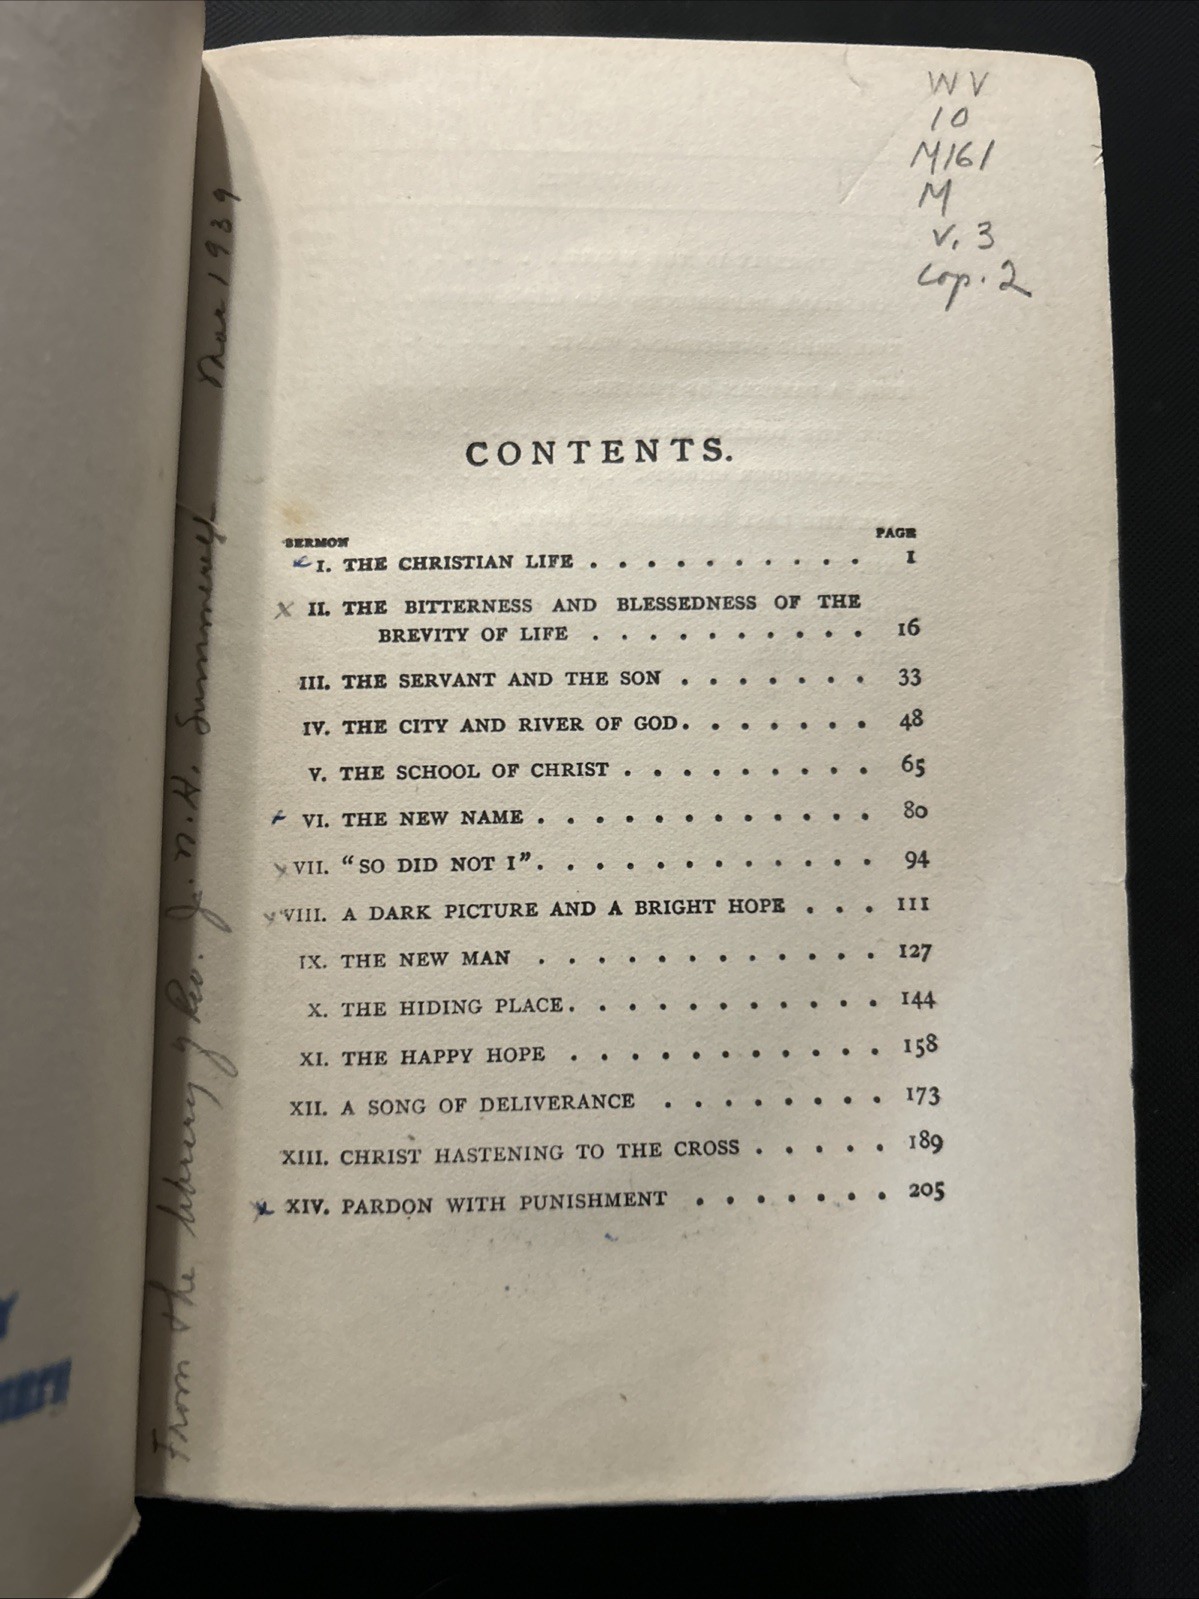 WV
10
M161
M
v. 3
cop. 2
CONTENTS.
SERMON PAGE
I. THE CHRISTIAN LIFE . . . . . . . . . . 1
x II. THE BITTERNESS AND BLESSEDNESS OF THE
BREVITY OF LIFE . . . . . . . . . . 16
III. THE SERVANT AND THE SON . . . . . . . 33
IV. THE CITY AND RIVER OF GOD. . . . . . . 48
V. THE SCHOOL OF CHRIST . . . . . . . . . 65
VI. THE NEW NAME . . . . . . . . . . . . 80
x VII. "SO DID NOT I". . . . . . . . . . . . 94
x VIII. A DARK PICTURE AND A BRIGHT HOPE . . . 111
IX. THE NEW MAN . . . . . . . . . . . . 127
X. THE HIDING PLACE. . . . . . . . . . . 144
XI. THE HAPPY HOPE . . . . . . . . . . . 158
XII. A SONG OF DELIVERANCE . . . . . . . . 173
XIII. CHRIST HASTENING TO THE CROSS . . . . . 189
x XIV. PARDON WITH PUNISHMENT . . . . . . . 205
From the library of Rev. J. N. H. Summerell Mar 1939